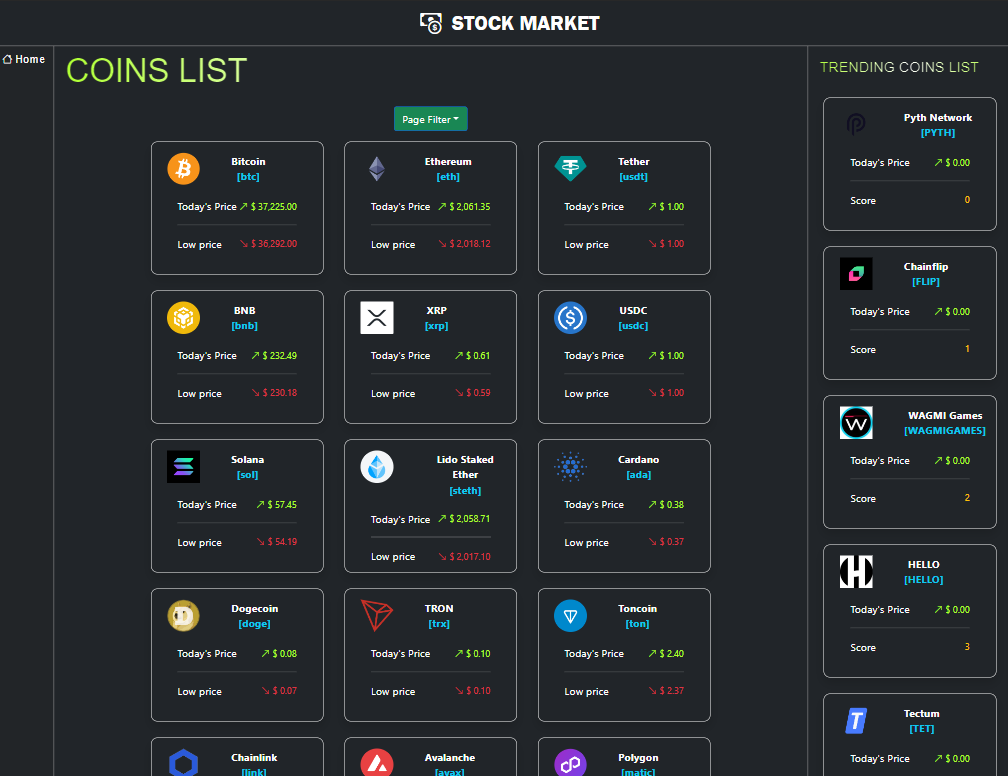 STOCK MARKET
Home
COINS LIST
Page Filter
Bitcoin
[btc]
Today's Price ↗ $ 37,225.00
Low price ↘ $ 36,292.00
Ethereum
[eth]
Today's Price ↗ $ 2,061.35
Low price ↘ $ 2,018.12
Tether
[usdt]
Today's Price ↗ $ 1.00
Low price ↘ $ 1.00
BNB
[bnb]
Today's Price ↗ $ 232.49
Low price ↘ $ 230.18
XRP
[xrp]
Today's Price ↗ $ 0.61
Low price ↘ $ 0.59
USDC
[usdc]
Today's Price ↗ $ 1.00
Low price ↘ $ 1.00
Solana
[sol]
Today's Price ↗ $ 57.45
Low price ↘ $ 54.19
Lido Staked
Ether
[steth]
Today's Price ↗ $ 2,058.71
Low price ↘ $ 2,017.10
Cardano
[ada]
Today's Price ↗ $ 0.38
Low price ↘ $ 0.37
Dogecoin
[doge]
Today's Price ↗ $ 0.08
Low price ↘ $ 0.07
TRON
[trx]
Today's Price ↗ $ 0.10
Low price ↘ $ 0.10
Toncoin
[ton]
Today's Price ↗ $ 2.40
Low price ↘ $ 2.37
Chainlink
[link]
Avalanche
[avax]
Polygon
[matic]
TRENDING COINS LIST
Pyth Network
[PYTH]
Today's Price ↗ $ 0.00
Score 0
Chainflip
[FLIP]
Today's Price ↗ $ 0.00
Score 1
WAGMI Games
[WAGMIGAMES]
Today's Price ↗ $ 0.00
Score 2
HELLO
[HELLO]
Today's Price ↗ $ 0.00
Score 3
Tectum
[TET]
Today's Price ↗ $ 0.00